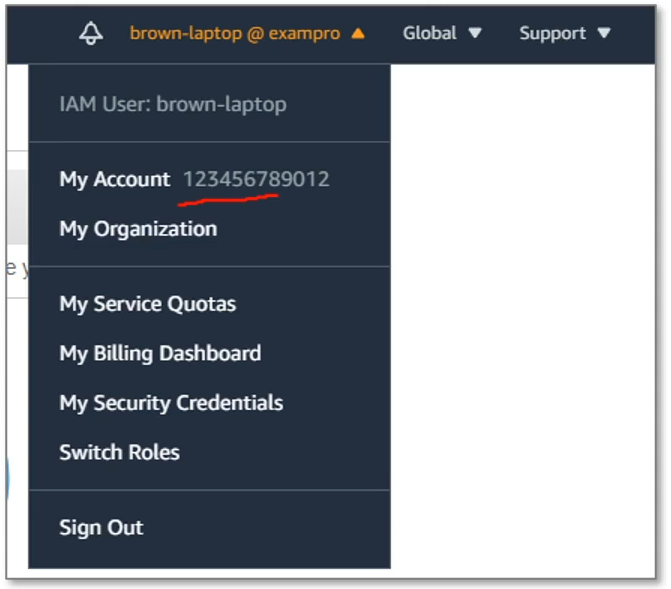 brown-laptop @ exampro Global Support
IAM User: brown-laptop
My Account 123456789012
My Organization
e y
My Service Quotas
My Billing Dashboard
My Security Credentials
Switch Roles
Sign Out